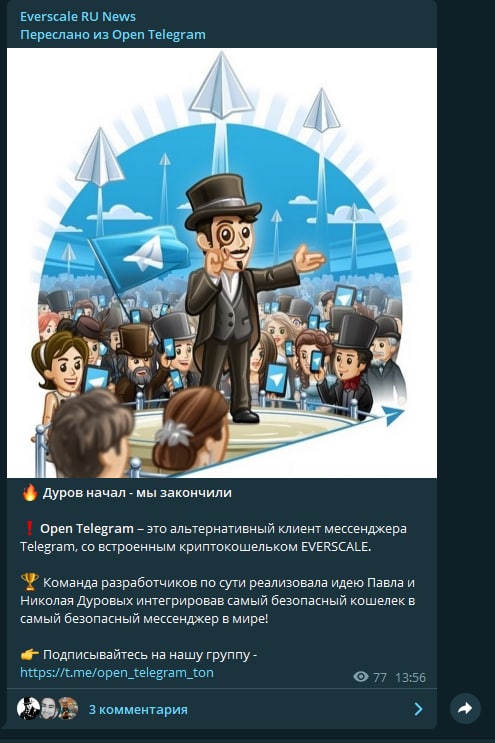 Everscale RU News
Переслано из Open Telegram
🔥 Дуров начал - мы закончили
❗ Open Telegram – это альтернативный клиент мессенджера
Telegram, со встроенным криптокошельком EVERSCALE.
🏆 Команда разработчиков по сути реализовала идею Павла и
Николая Дуровых интегрировав самый безопасный кошелек в
самый безопасный мессенджер в мире!
👉 Подписывайтесь на нашу группу -
https://t.me/open_telegram_ton
77 13:56
3 комментария